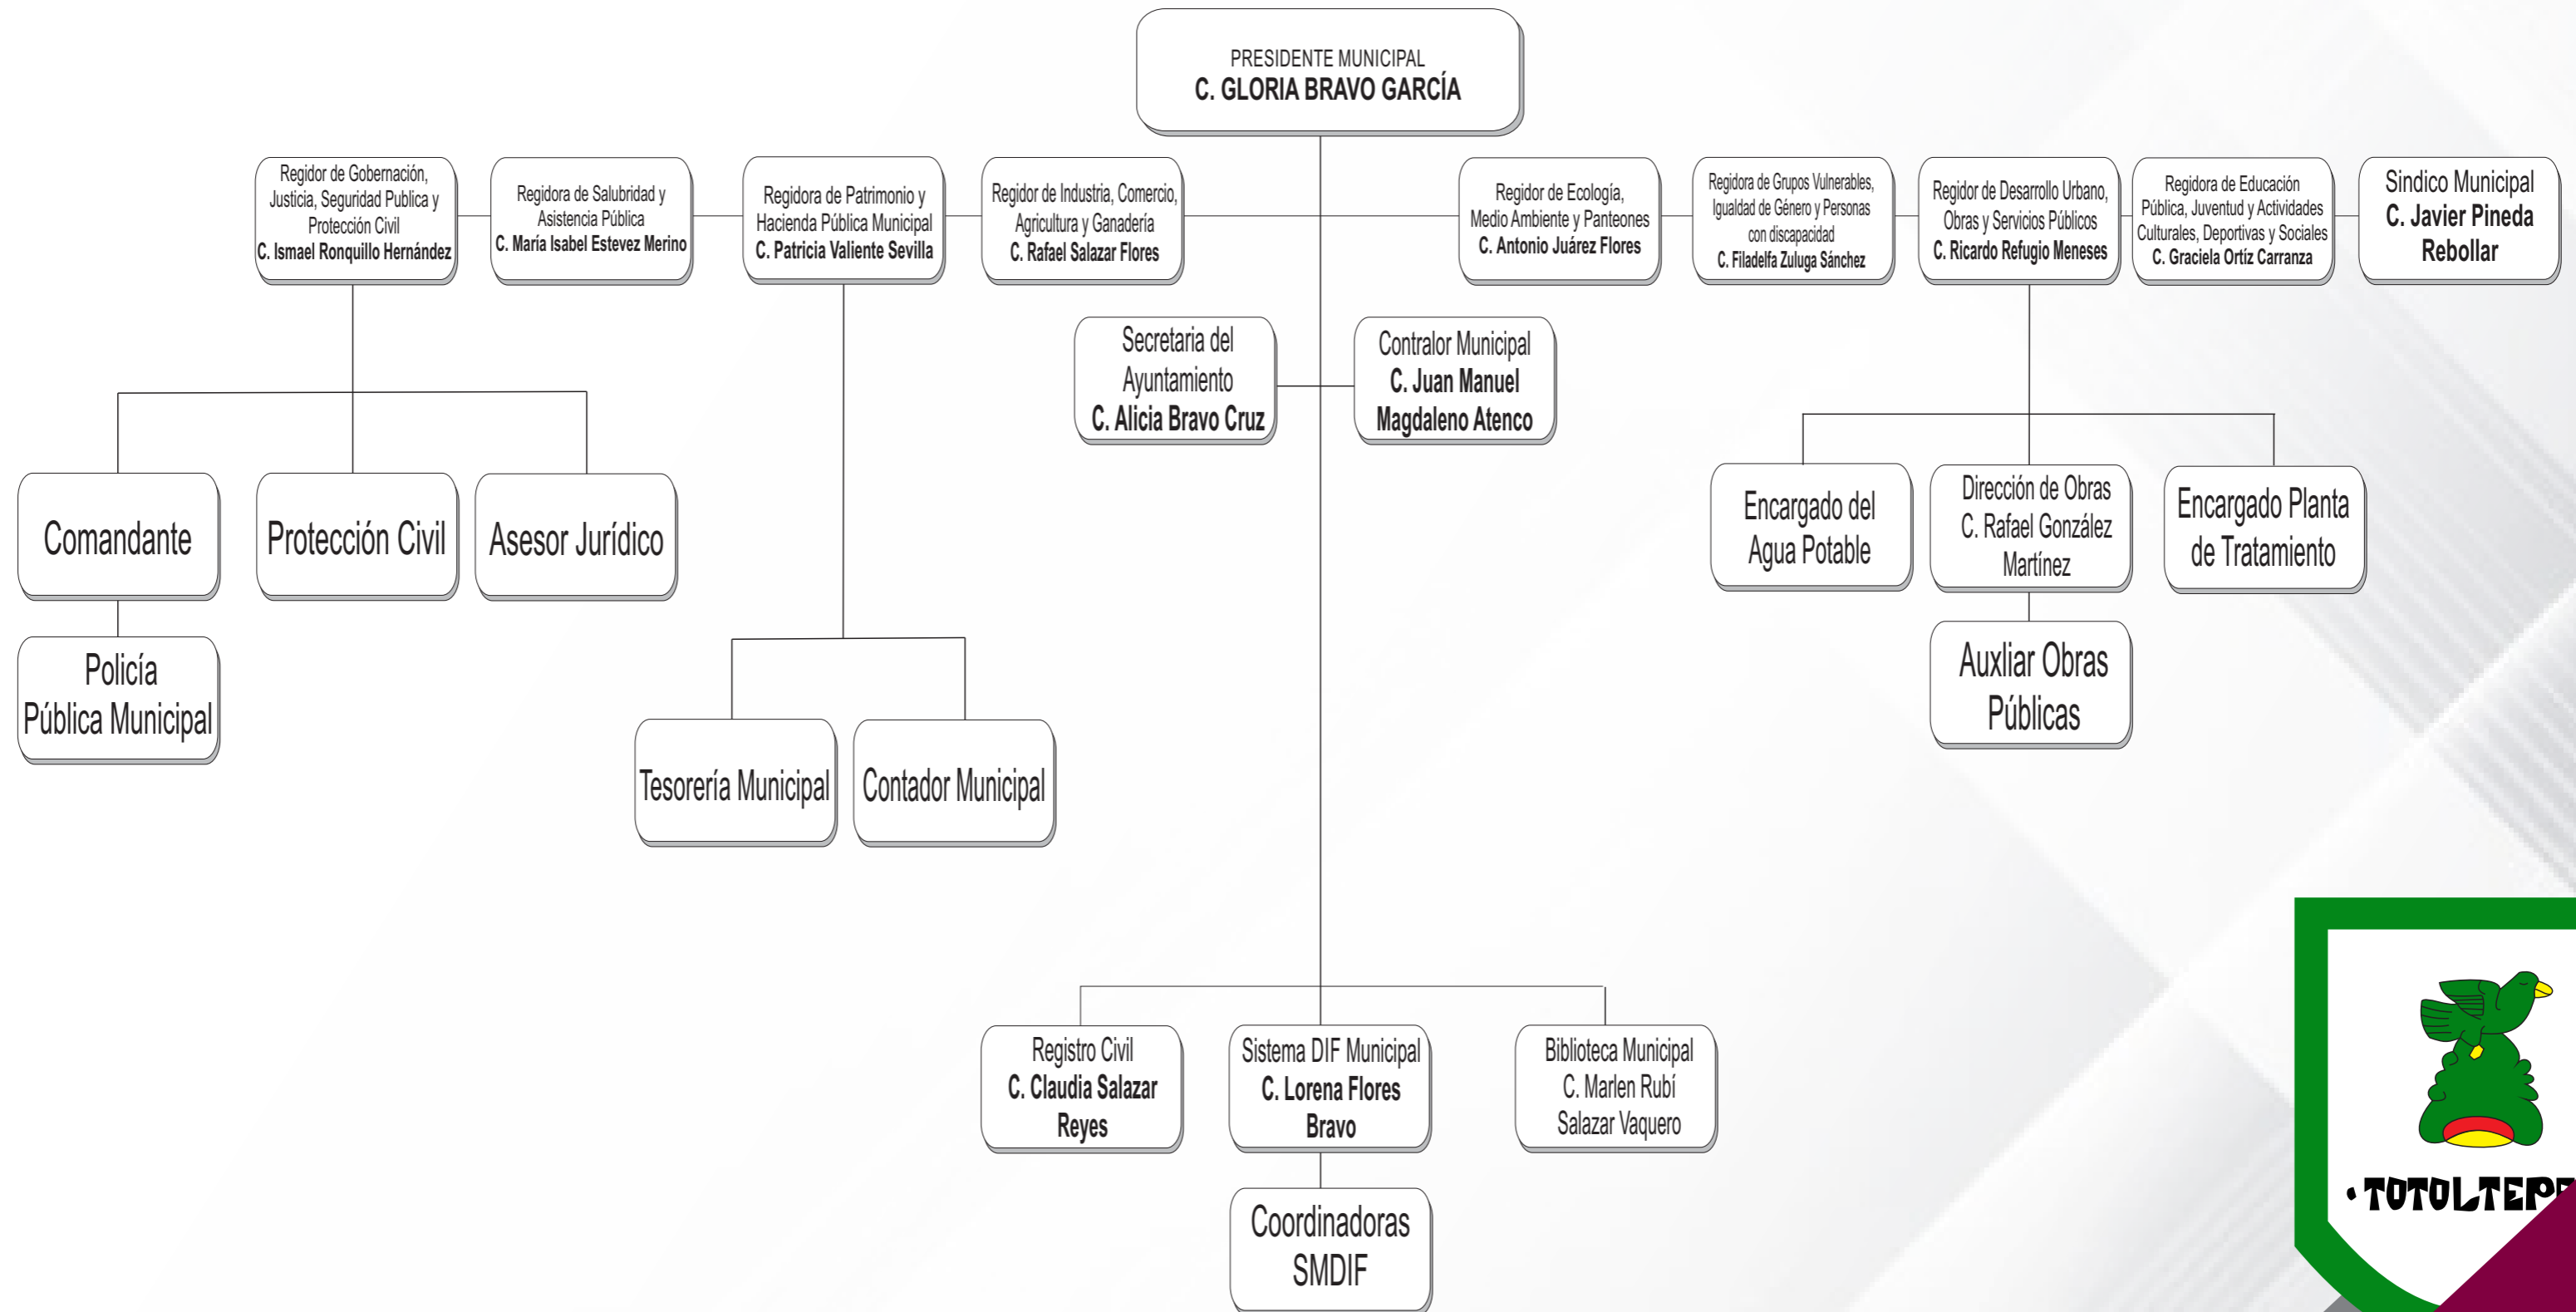 PRESIDENTE MUNICIPAL
C. GLORIA BRAVO GARCÍA
Regidor de Gobernación,
Justicia, Seguridad Publica y
Protección Civil
C. Ismael Ronquillo Hernández
Regidora de Salubridad y
Asistencia Pública
C. María Isabel Estevez Merino
Regidora de Patrimonio y
Hacienda Pública Municipal
C. Patricia Valiente Sevilla
Regidor de Industria, Comercio,
Agricultura y Ganadería
C. Rafael Salazar Flores
Regidor de Ecología,
Medio Ambiente y Panteones
C. Antonio Juárez Flores
Regidora de Grupos Vulnerables,
Igualdad de Género y Personas
con discapacidad
C. Filadelfa Zuluga Sánchez
Regidor de Desarrollo Urbano,
Obras y Servicios Públicos
C. Ricardo Refugio Meneses
Regidora de Educación
Pública, Juventud y Actividades
Culturales, Deportivas y Sociales
C. Graciela Ortíz Carranza
Sindico Municipal
C. Javier Pineda
Rebollar
Secretaria del
Ayuntamiento
C. Alicia Bravo Cruz
Contralor Municipal
C. Juan Manuel
Magdaleno Atenco
Comandante
Protección Civil
Asesor Jurídico
Encargado del
Agua Potable
Dirección de Obras
C. Rafael González
Martínez
Encargado Planta
de Tratamiento
Policía
Pública Municipal
Auxliar Obras
Públicas
Tesorería Municipal
Contador Municipal
Registro Civil
C. Claudia Salazar
Reyes
Sistema DIF Municipal
C. Lorena Flores
Bravo
Biblioteca Municipal
C. Marlen Rubí
Salazar Vaquero
Coordinadoras
SMDIF